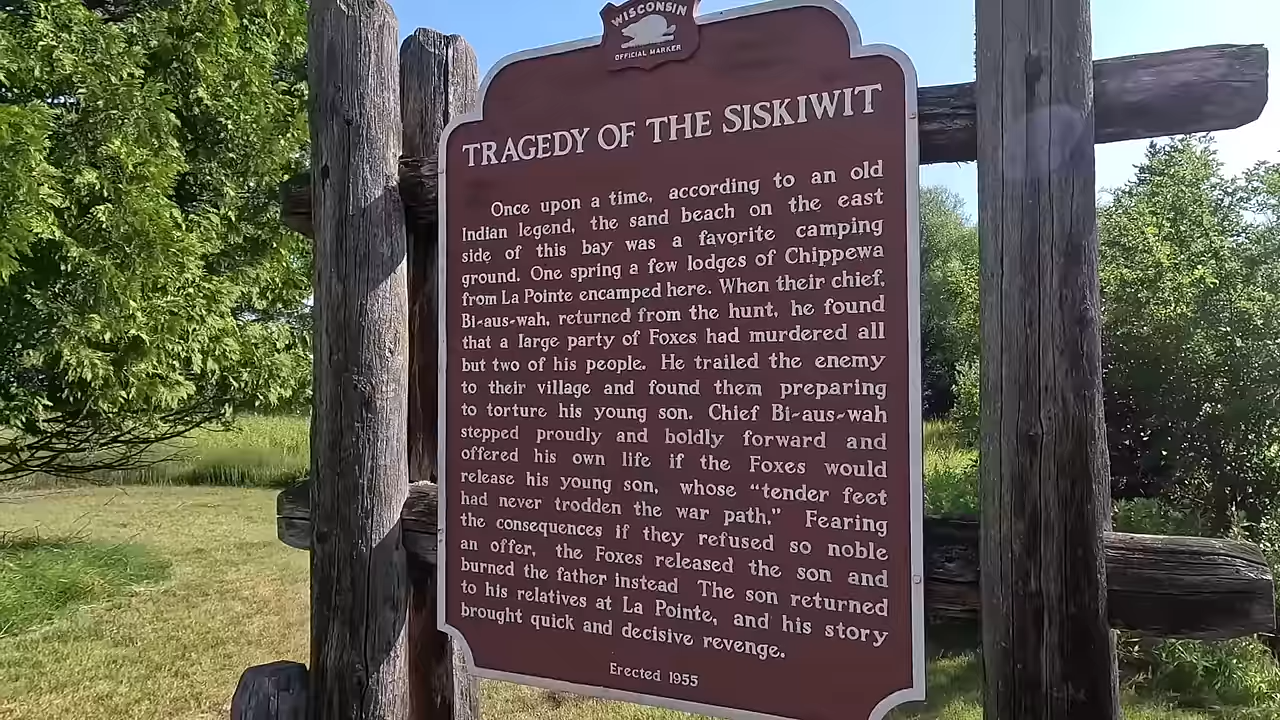 WISCONSIN
OFFICIAL MARKER
TRAGEDY OF THE SISKIWIT
Once upon a time, according to an old
Indian legend, the sand beach on the east
side of this bay was a favorite camping
ground. One spring a few lodges of Chippewa
from La Pointe encamped here. When their chief,
Bi-aus-wah, returned from the hunt, he found
that a large party of Foxes had murdered all
but two of his people. He trailed the enemy
to their village and found them preparing
to torture his young son. Chief Bi-aus-wah
stepped proudly and boldly forward and
offered his own life if the Foxes would
release his young son, whose "tender feet
had never trodden the war path." Fearing
the consequences if they refused so noble
an offer, the Foxes released the son and
burned the father instead The son returned
to his relatives at La Pointe, and his story
brought quick and decisive revenge.
Erected 1955